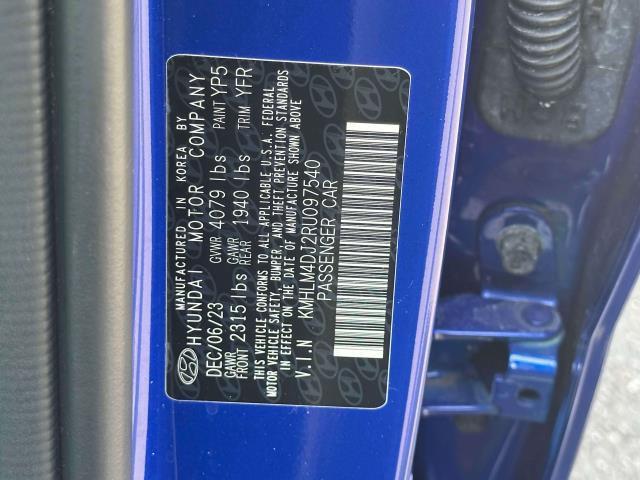 MANUFACTURED IN KOREA BY
HYUNDAI MOTOR COMPANY
DEC/06/23 GVWR 4079 lbs PAINT YP5
GAWR FRONT 2315 lbs GAWR REAR 1940 lbs TRIM YFR
THIS VEHICLE CONFORMS TO ALL APPLICABLE U.S.A. FEDERAL
MOTOR VEHICLE SAFETY, BUMPER, AND THEFT PREVENTION STANDARDS
IN EFFECT ON THE DATE OF MANUFACTURE SHOWN ABOVE
V.I.N KMHLM4DJ2RU097540
PASSENGER CAR